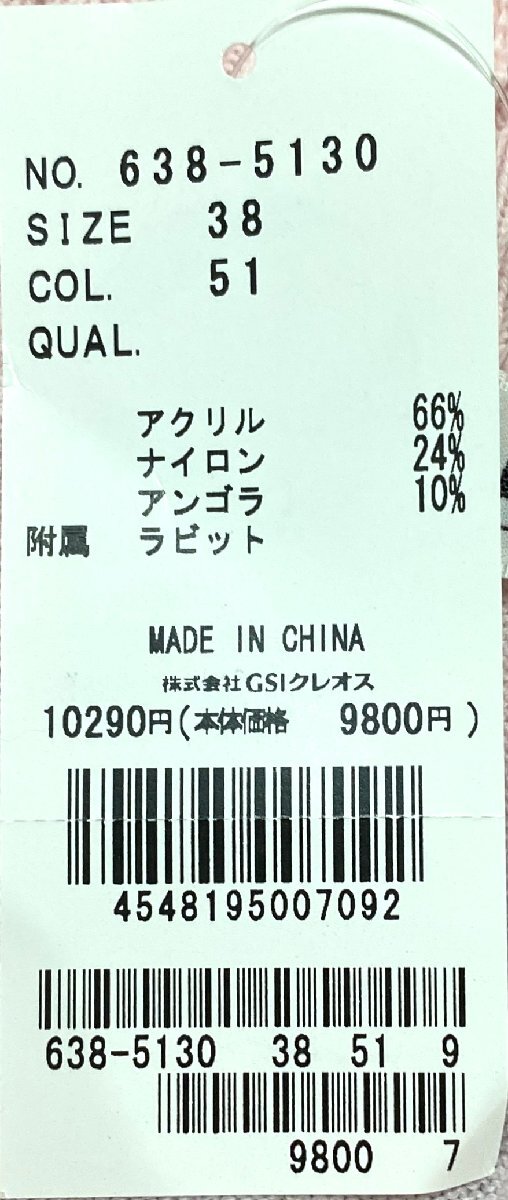 NO. 638-5130
SIZE 38
COL. 51
QUAL.
アクリル 66%
ナイロン 24%
アンゴラ 10%
附属 ラビット
MADE IN CHINA
株式会社GSIクレオス
10290円(本体価格 9800円)
4548195007092
638-5130 38 51 9
9800 7